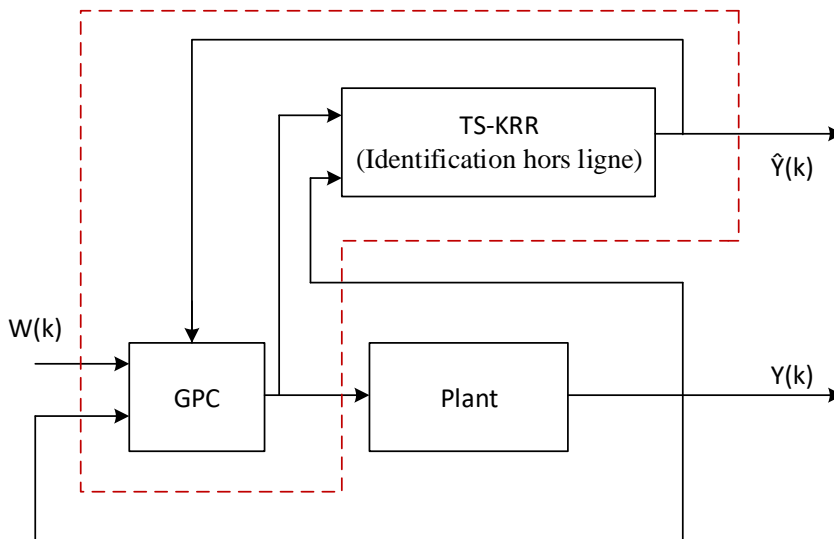 TS-KRR
(Identification hors ligne)
Ŷ(k)
W(k)
GPC
Plant
Y(k)